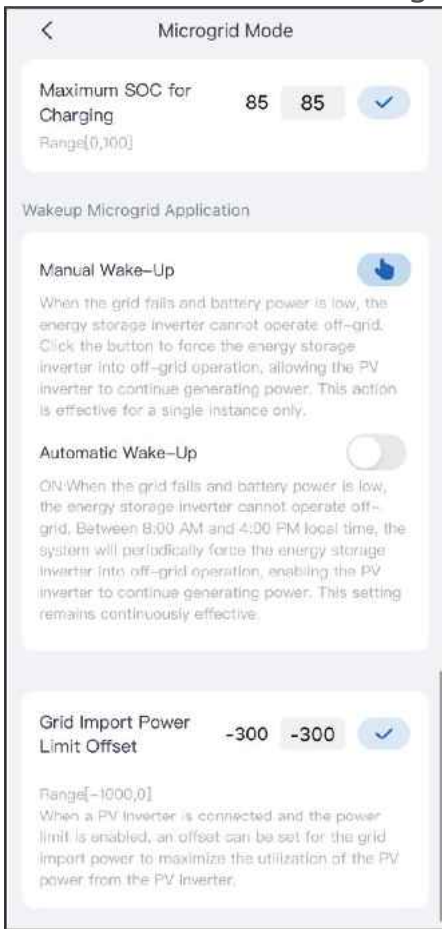 Microgrid Mode
Maximum SOC for
Charging
85 85
Range[0,100]
Wakeup Microgrid Application
Manual Wake-Up
When the grid fails and battery power is low, the
energy storage inverter cannot operate off-grid.
Click the button to force the energy storage
inverter into off-grid operation, allowing the PV
inverter to continue generating power. This action
is effective for a single instance only.
Automatic Wake-Up
ON:When the grid fails and battery power is low,
the energy storage inverter cannot operate off-
grid. Between 8:00 AM and 4:00 PM local time, the
system will periodically force the energy storage
inverter into off-grid operation, enabling the PV
inverter to continue generating power. This setting
remains continuously effective.
Grid Import Power
Limit Offset
-300 -300
Range[-1000,0]
When a PV Inverter is connected and the power
limit is enabled, an offset can be set for the grid
import power to maximize the utilization of the PV
power from the PV Inverter.